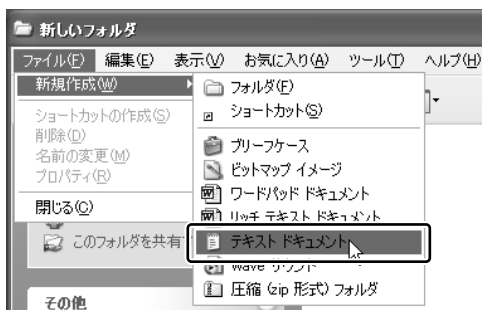 新しいフォルダ
ファイル(F) 編集(E) 表示(V) お気に入り(A) ツール(T) ヘルプ(H)
新規作成(W)
ショートカットの作成(S)
削除(D)
名前の変更(M)
プロパティ(R)
閉じる(C)
フォルダ(F)
ショートカット(S)
ブリーフケース
ビットマップ イメージ
ワードパッド ドキュメント
リッチ テキスト ドキュメント
テキスト ドキュメント
Wave サウンド
圧縮 (zip 形式) フォルダ
このフォルダを共有
その他